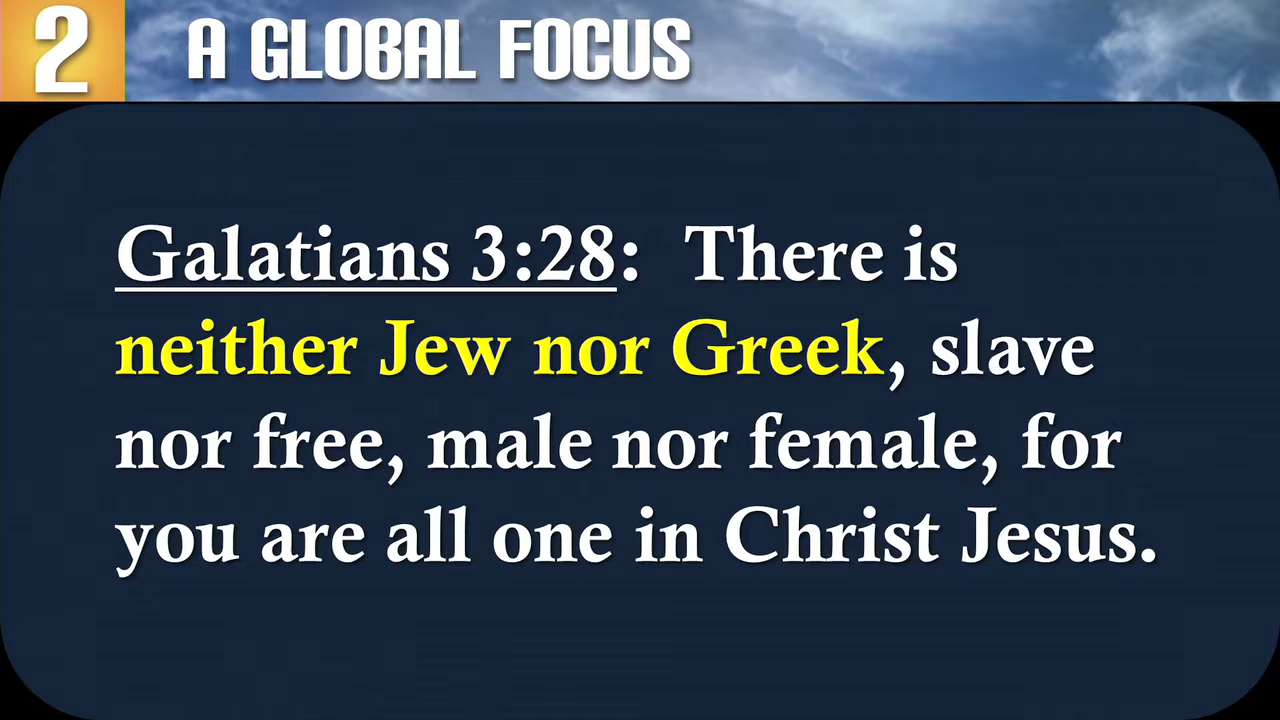 2 A GLOBAL FOCUS
Galatians 3:28: There is
neither Jew nor Greek, slave
nor free, male nor female, for
you are all one in Christ Jesus.